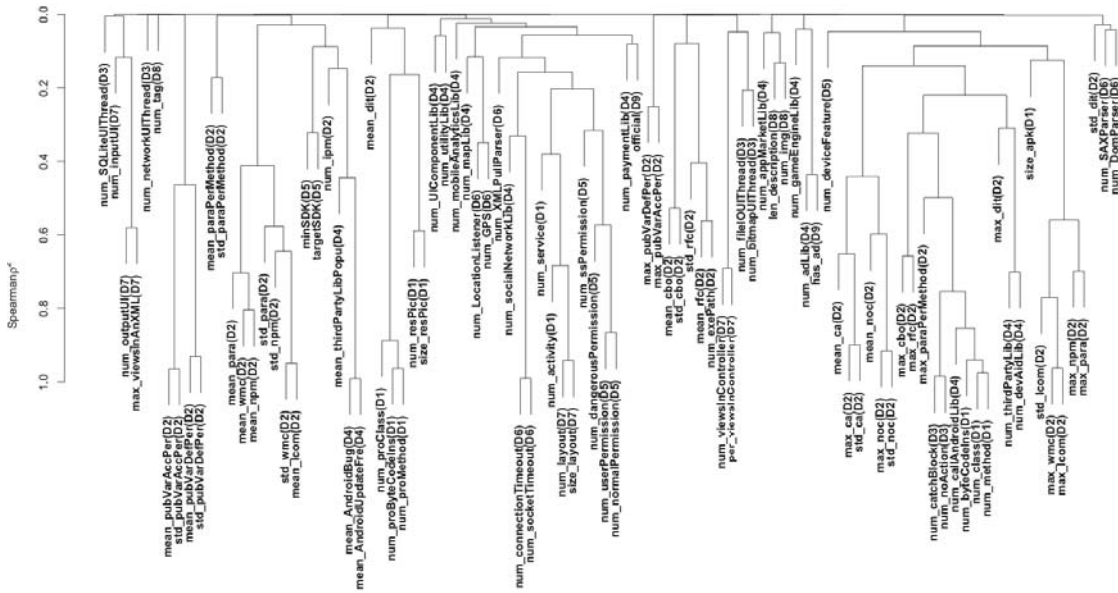 Spearmanρ²
0.0
0.2
0.4
0.6
0.8
1.0
num_SQLiteUIThread(D3)
num_inputUI(D7)
num_outputUI(D7)
max_viewsInAnXML(D7)
num_networkUIThread(D3)
num_tag(D8)
mean_pubVarAccPer(D2)
std_pubVarAccPer(D2)
mean_pubVarDefPer(D2)
std_pubVarDefPer(D2)
mean_paraPerMethod(D2)
std_paraPerMethod(D2)
mean_para(D2)
mean_wmc(D2)
mean_npm(D2)
std_para(D2)
std_npm(D2)
std_wmc(D2)
mean_lcom(D2)
minSDK(D5)
targetSDK(D5)
num_ipm(D2)
mean_thirdPartyLibPopu(D4)
mean_AndroidBug(D4)
mean_AndroidUpdateFre(D4)
mean_dit(D2)
num_proClass(D1)
num_proByteCodeIns(D1)
num_proMethod(D1)
num_resPic(D1)
size_resPic(D1)
num_UIComponentLib(D4)
num_utilityLib(D4)
num_mobileAnalyticsLib(D4)
num_mapLib(D4)
num_LocationListener(D6)
num_GPS(D6)
num_XMLPullParser(D6)
num_socialNetworkLib(D4)
num_connectionTimeout(D6)
num_socketTimeout(D6)
num_service(D1)
num_activity(D1)
num_layout(D7)
size_layout(D7)
num_ssPermission(D5)
num_dangerousPermission(D5)
num_userPermission(D5)
num_normalPermission(D5)
num_paymentLib(D4)
official(D9)
max_pubVarDefPer(D2)
max_pubVarAccPer(D2)
mean_cbo(D2)
std_cbo(D2)
std_rfc(D2)
mean_rfc(D2)
num_exePath(D2)
num_viewsInController(D7)
per_viewsInController(D7)
num_fileIOUIThread(D3)
num_bitmapUIThread(D3)
num_appMarketLib(D4)
len_description(D8)
num_img(D8)
num_gameEngineLib(D4)
num_adLib(D4)
has_ad(D9)
num_deviceFeature(D5)
mean_ca(D2)
max_ca(D2)
std_ca(D2)
mean_noc(D2)
max_noc(D2)
std_noc(D2)
max_cbo(D2)
max_rfc(D2)
max_paraPerMethod(D2)
num_catchBlock(D3)
num_noAction(D3)
num_callAndroidLib(D4)
num_byteCodeIns(D1)
num_class(D1)
num_method(D1)
max_dit(D2)
num_thirdPartyLib(D4)
num_devAidLib(D4)
size_apk(D1)
std_lcom(D2)
max_wmc(D2)
max_lcom(D2)
max_npm(D2)
max_para(D2)
std_dit(D2)
num_SAXParser(D6)
num_DomParser(D6)